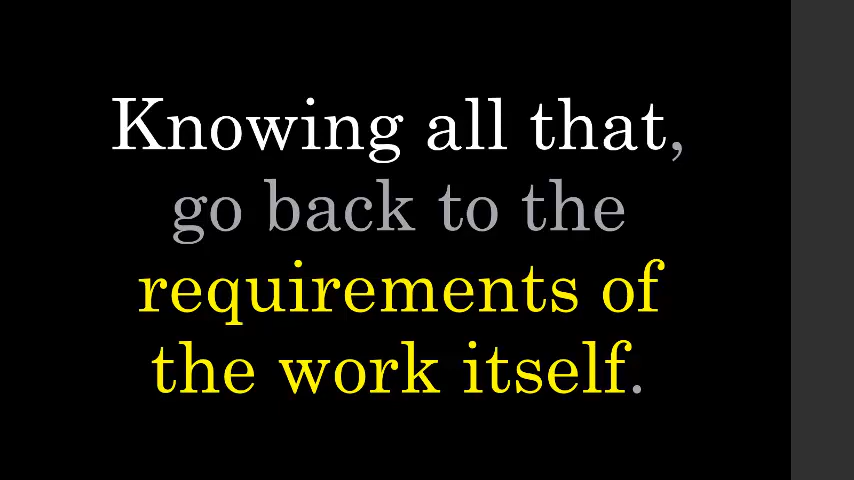 Knowing all that,
go back to the
requirements of
the work itself.